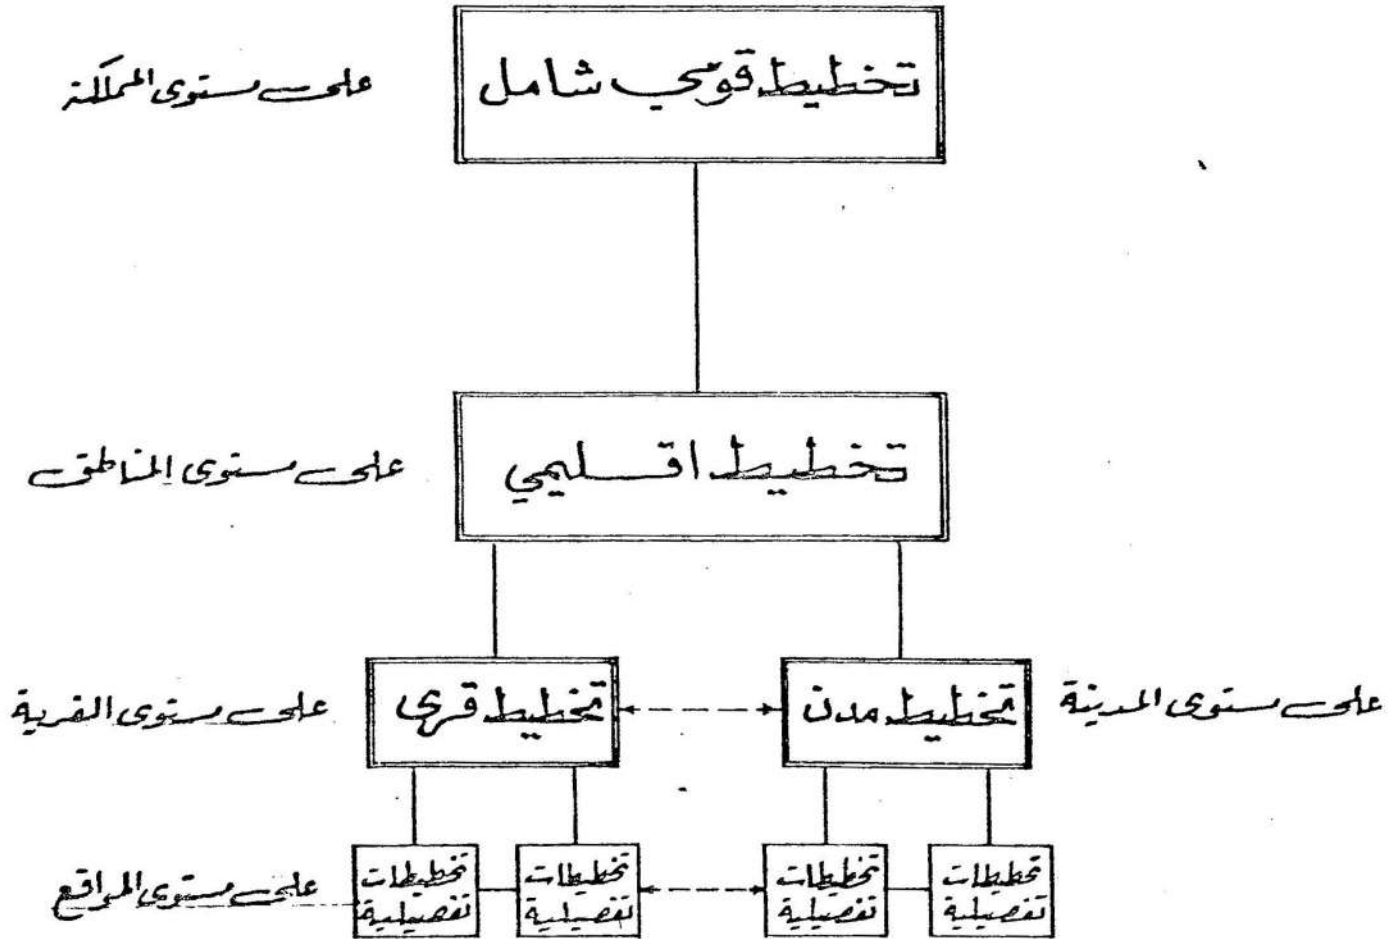 تخطيط قومي شامل
على مستوى المملكة
تخطيط اقليمي
على مستوى المناطق
على مستوى المدينة
تخطيط مدن
تخطيط قرى
على مستوى القرية
تخطيطات
تفصيلية
تخطيطات
تفصيلية
تخطيطات
تفصيلية
تخطيطات
تفصيلية
على مستوى المواقع